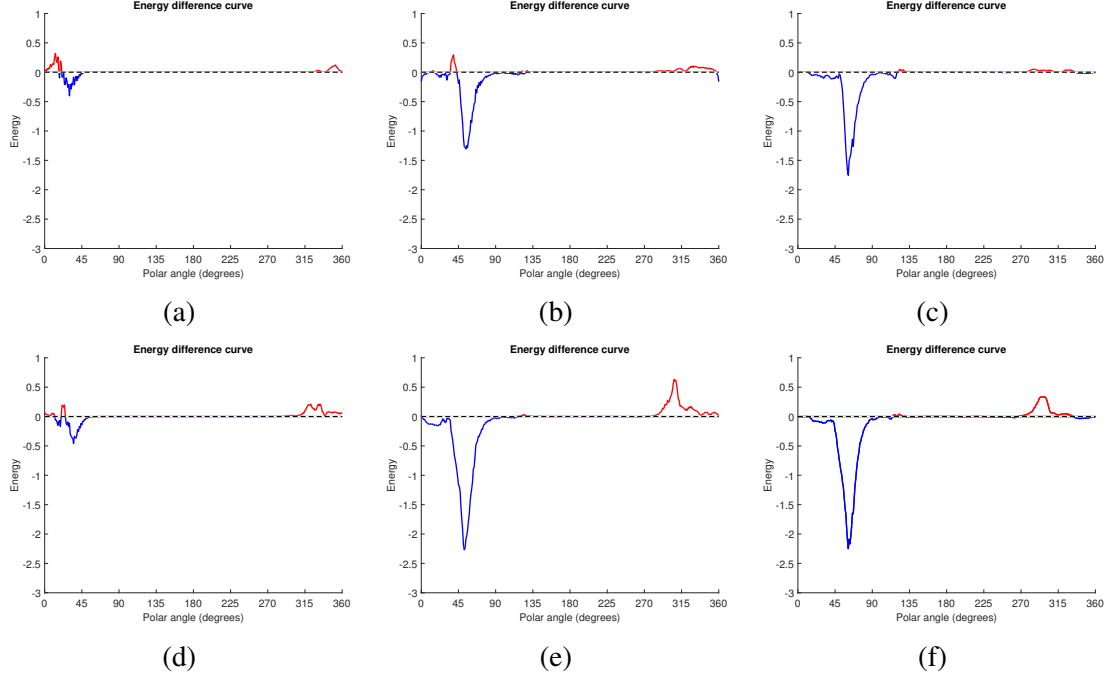 Energy difference curve Energy difference curve Energy difference curve
1 1 1
0.5 0.5 0.5
0 0 0
-0.5 -0.5 -0.5
Energy Energy Energy
-1 -1 -1
-1.5 -1.5 -1.5
-2 -2 -2
-2.5 -2.5 -2.5
-3 -3 -3
0 45 90 135 180 225 270 315 360 0 45 90 135 180 225 270 315 360 0 45 90 135 180 225 270 315 360
Polar angle (degrees) Polar angle (degrees) Polar angle (degrees)
(a) (b) (c)
Energy difference curve Energy difference curve Energy difference curve
1 1 1
0.5 0.5 0.5
0 0 0
-0.5 -0.5 -0.5
Energy Energy Energy
-1 -1 -1
-1.5 -1.5 -1.5
-2 -2 -2
-2.5 -2.5 -2.5
-3 -3 -3
0 45 90 135 180 225 270 315 360 0 45 90 135 180 225 270 315 360 0 45 90 135 180 225 270 315 360
Polar angle (degrees) Polar angle (degrees) Polar angle (degrees)
(d) (e) (f)